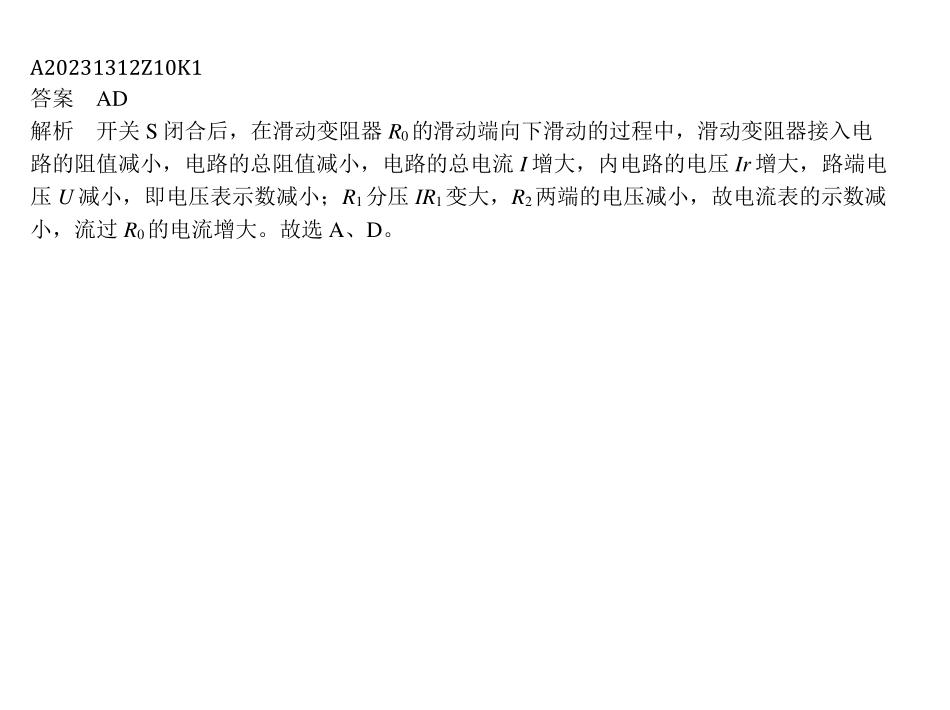 A20231312Z10K1
答案 AD
解析 开关 S 闭合后，在滑动变阻器 R0 的滑动端向下滑动的过程中，滑动变阻器接入电
路的阻值减小，电路的总阻值减小，电路的总电流 I 增大，内电路的电压 Ir 增大，路端电
压 U 减小，即电压表示数减小；R1 分压 IR1 变大，R2 两端的电压减小，故电流表的示数减
小，流过 R0 的电流增大。故选 A、D。